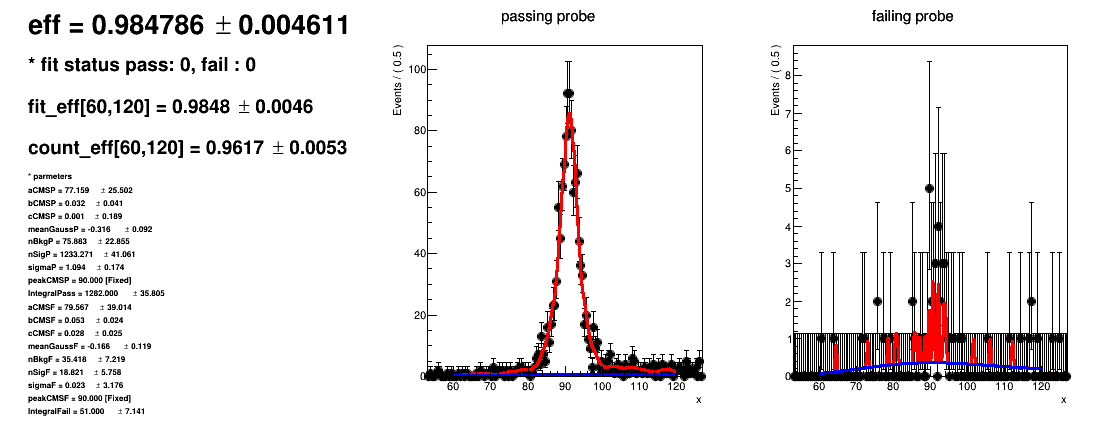 eff = 0.984786 ± 0.004611
* fit status pass: 0, fail : 0
fit_eff[60,120] = 0.9848 ± 0.0046
count_eff[60,120] = 0.9617 ± 0.0053
* parmeters
aCMSP = 77.159 ± 25.502
bCMSP = 0.032 ± 0.041
cCMSP = 0.001 ± 0.189
meanGaussP = -0.316 ± 0.092
nBkgP = 75.883 ± 22.855
nSigP = 1233.271 ± 41.061
sigmaP = 1.094 ± 0.174
peakCMSP = 90.000 [Fixed]
IntegralPass = 1282.000 ± 35.805
aCMSF = 79.567 ± 39.014
bCMSF = 0.053 ± 0.024
cCMSF = 0.028 ± 0.025
meanGaussF = -0.166 ± 0.119
nBkgF = 35.418 ± 7.219
nSigF = 18.821 ± 5.758
sigmaF = 0.023 ± 3.176
peakCMSF = 90.000 [Fixed]
IntegralFail = 51.000 ± 7.141
passing probe
Events / ( 0.5 )
100
80
60
40
20
0
60 70 80 90 100 110 120
x
failing probe
Events / ( 0.5 )
8
7
6
5
4
3
2
1
0
60 70 80 90 100 110 120
x